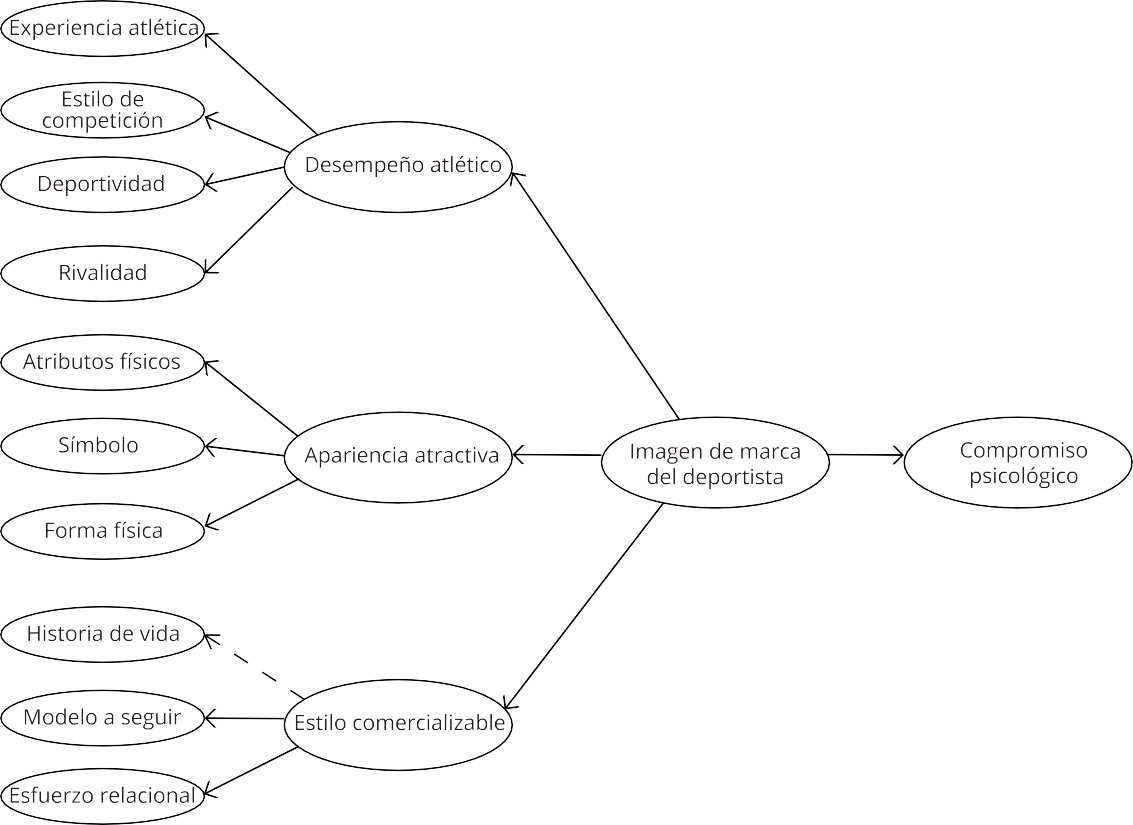 Experiencia atlética
Estilo de
competición
Deportividad
Rivalidad
Desempeño atlético
Atributos físicos
Símbolo
Forma física
Apariencia atractiva
Historia de vida
Modelo a seguir
Esfuerzo relacional
Estilo comercializable
Imagen de marca
del deportista
Compromiso
psicológico